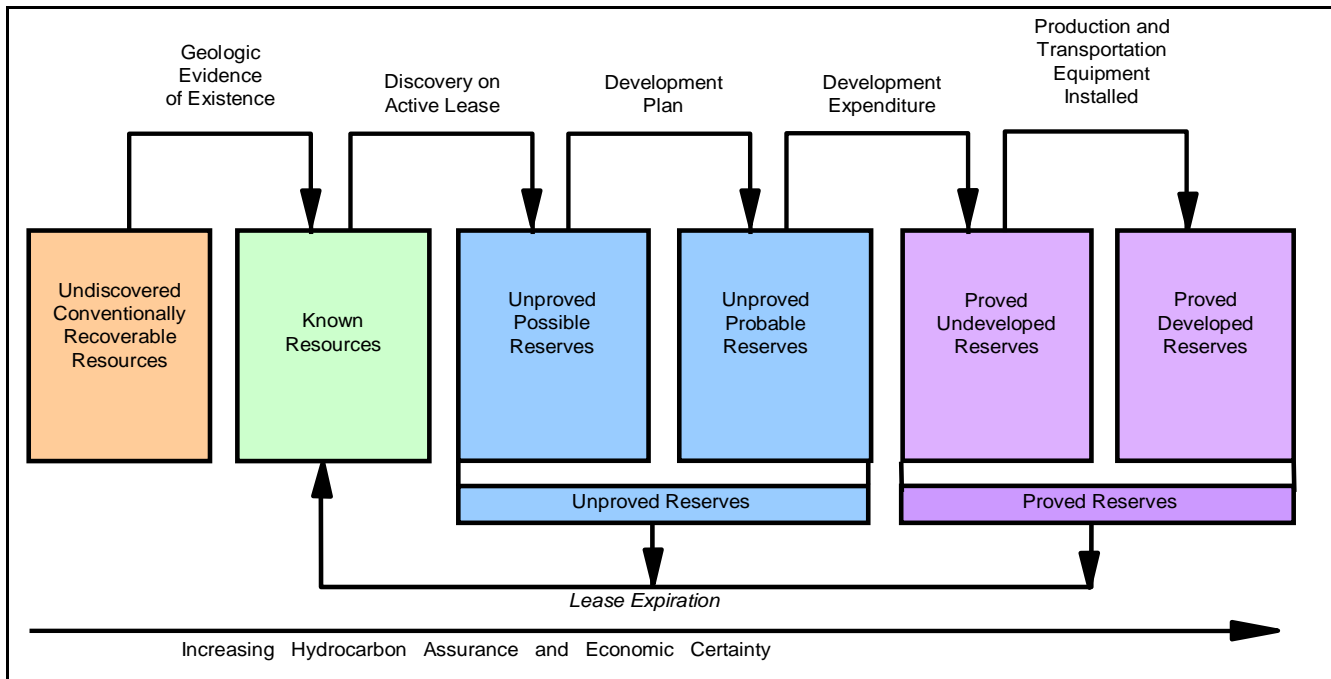 Geologic
Evidence
of Existence
Discovery on
Active Lease
Development
Plan
Development
Expenditure
Production and
Transportation
Equipment
Installed
Undiscovered
Conventionally
Recoverable
Resources
Known
Resources
Unproved
Possible
Reserves
Unproved
Probable
Reserves
Proved
Undeveloped
Reserves
Proved
Developed
Reserves
Unproved Reserves
Proved Reserves
Lease Expiration
Increasing Hydrocarbon Assurance and Economic Certainty